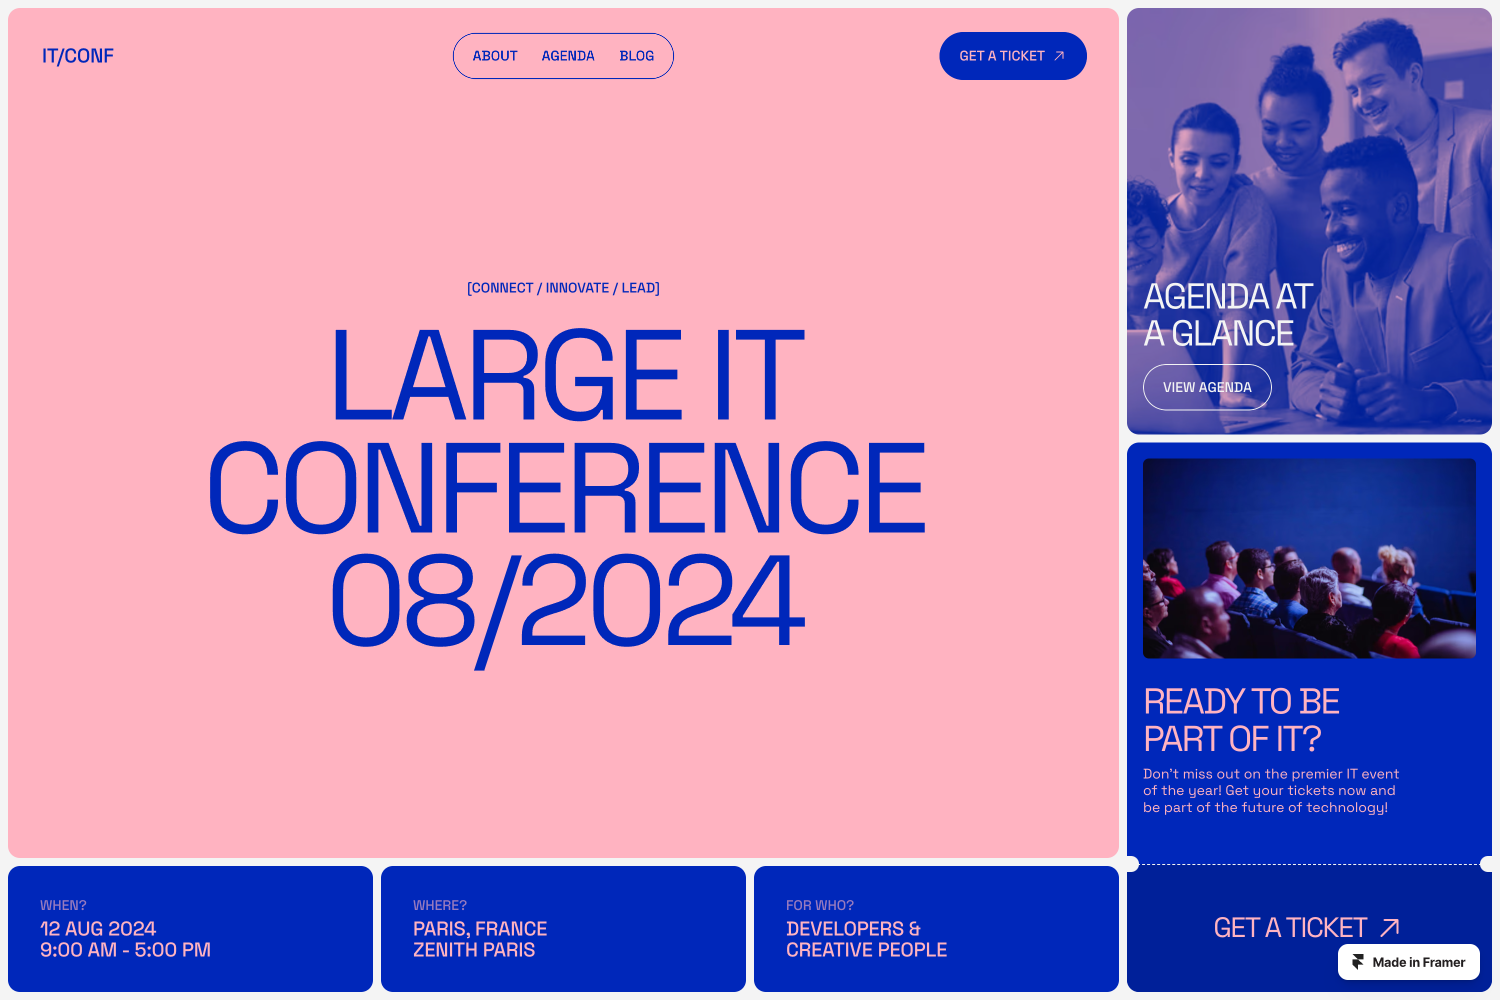 IT/CONF
ABOUT AGENDA BLOG
GET A TICKET
[CONNECT / INNOVATE / LEAD]
LARGE IT
CONFERENCE
08/2024
WHEN?
12 AUG 2024
9:00 AM - 5:00 PM
WHERE?
PARIS, FRANCE
ZENITH PARIS
FOR WHO?
DEVELOPERS &
CREATIVE PEOPLE
AGENDA AT
A GLANCE
VIEW AGENDA
READY TO BE
PART OF IT?
Don't miss out on the premier IT event
of the year! Get your tickets now and
be part of the future of technology!
GET A TICKET
Made in Framer